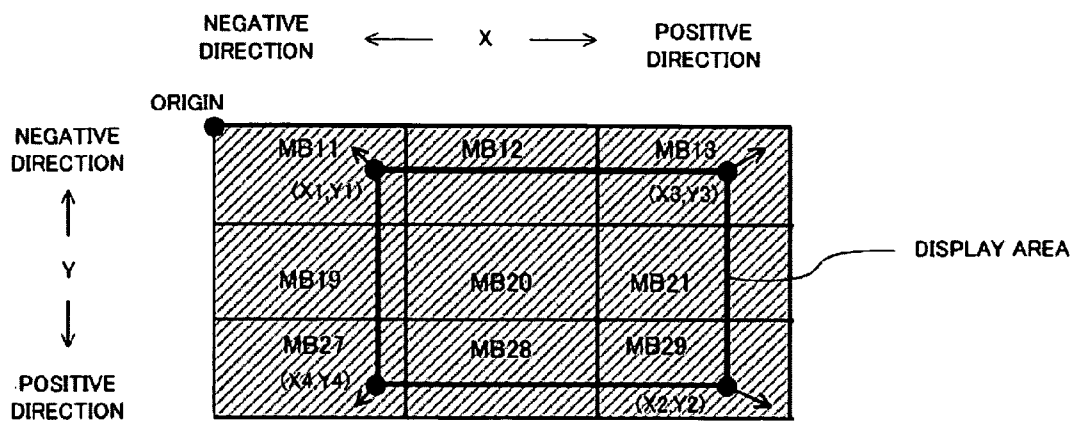 NEGATIVE
DIRECTION
X
POSITIVE
DIRECTION
ORIGIN
NEGATIVE
DIRECTION
Y
POSITIVE
DIRECTION
MB11
MB12
MB13
(X1,Y1)
(X3,Y3)
DISPLAY AREA
MB19
MB20
MB21
MB27
MB28
MB29
(X4,Y4)
(X2,Y2)